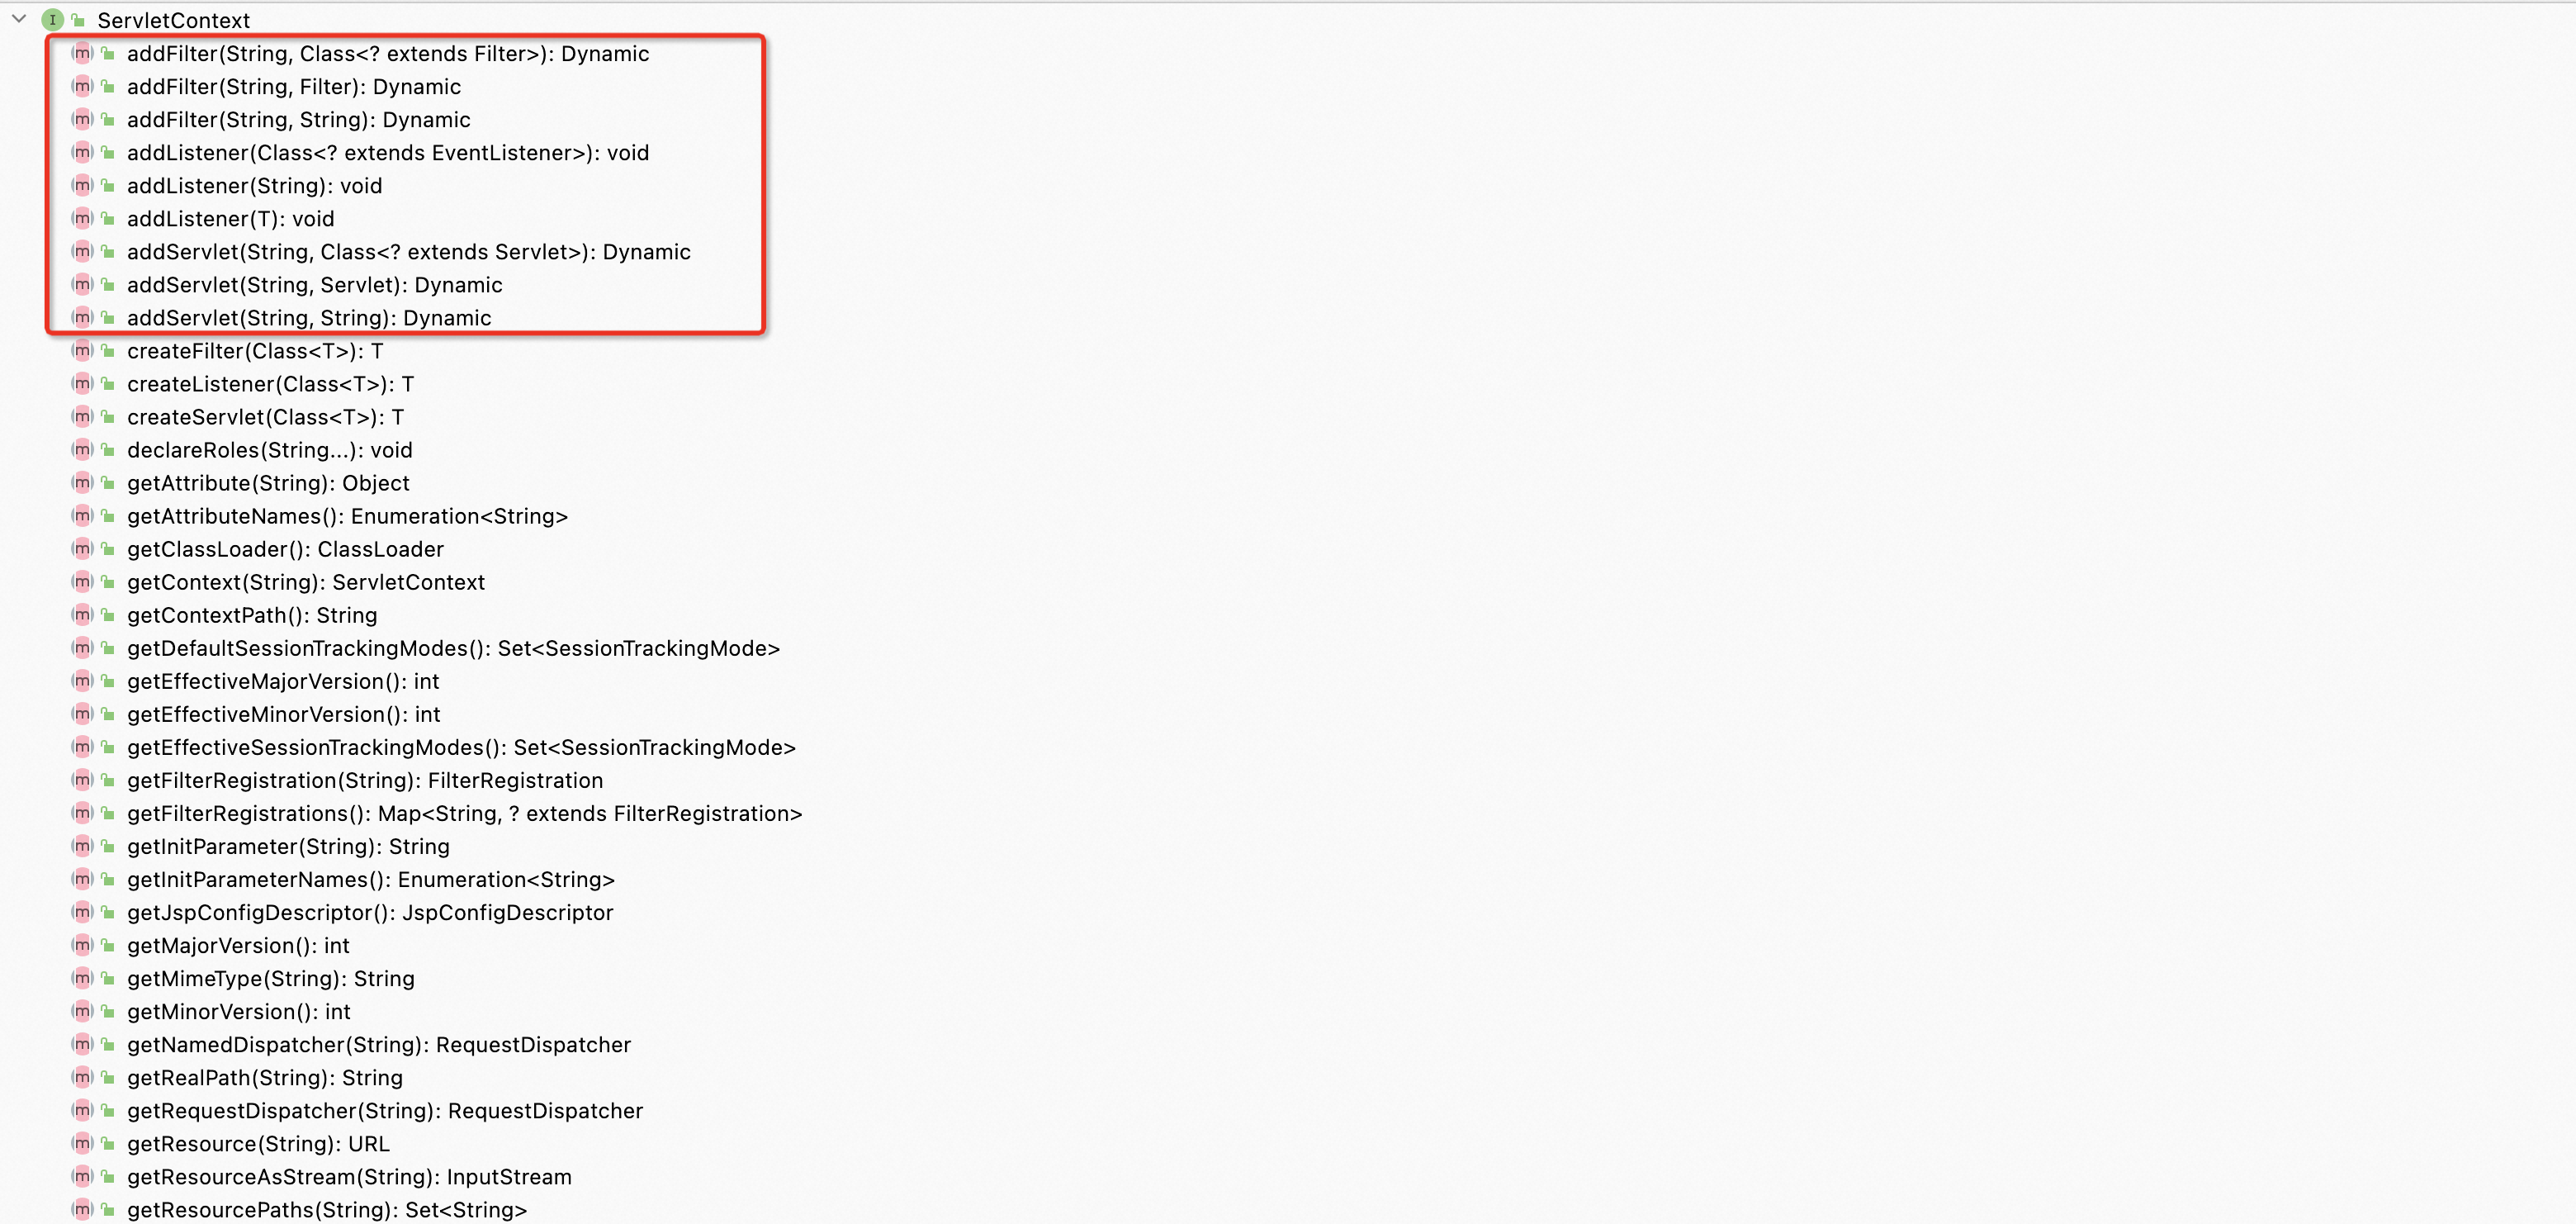 ServletContext
addFilter(String, Class<? extends Filter>): Dynamic
addFilter(String, Filter): Dynamic
addFilter(String, String): Dynamic
addListener(Class<? extends EventListener>): void
addListener(String): void
addListener(T): void
addServlet(String, Class<? extends Servlet>): Dynamic
addServlet(String, Servlet): Dynamic
addServlet(String, String): Dynamic
createFilter(Class<T>): T
createListener(Class<T>): T
createServlet(Class<T>): T
declareRoles(String...): void
getAttribute(String): Object
getAttributeNames(): Enumeration<String>
getClassLoader(): ClassLoader
getContext(String): ServletContext
getContextPath(): String
getDefaultSessionTrackingModes(): Set<SessionTrackingMode>
getEffectiveMajorVersion(): int
getEffectiveMinorVersion(): int
getEffectiveSessionTrackingModes(): Set<SessionTrackingMode>
getFilterRegistration(String): FilterRegistration
getFilterRegistrations(): Map<String, ? extends FilterRegistration>
getInitParameter(String): String
getInitParameterNames(): Enumeration<String>
getJspConfigDescriptor(): JspConfigDescriptor
getMajorVersion(): int
getMimeType(String): String
getMinorVersion(): int
getNamedDispatcher(String): RequestDispatcher
getRealPath(String): String
getRequestDispatcher(String): RequestDispatcher
getResource(String): URL
getResourceAsStream(String): InputStream
getResourcePaths(String): Set<String>